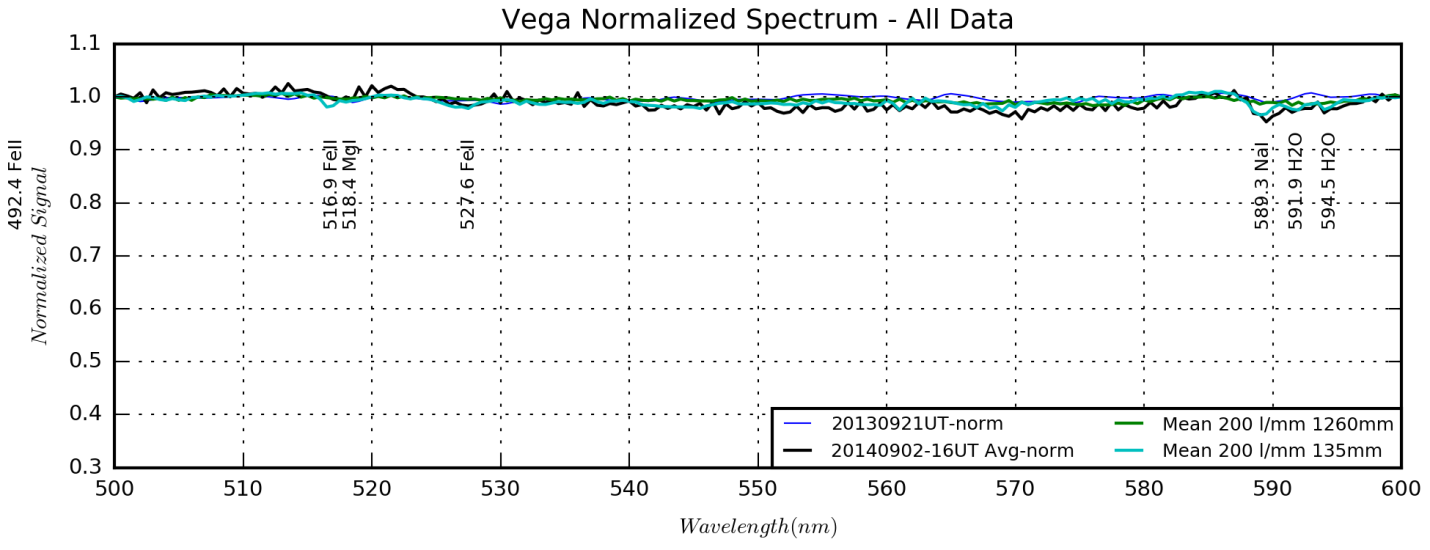 Vega Normalized Spectrum - All Data
1.1
1.0
0.9
0.8
0.7
0.6
0.5
0.4
0.3
Normalized Signal
492.4 FeII
516.9 FeII
518.4 MgI
527.6 FeII
589.3 NaI
591.9 H2O
594.5 H2O
20130921UT-norm
20140902-16UT Avg-norm
Mean 200 l/mm 1260mm
Mean 200 l/mm 135mm
500 510 520 530 540 550 560 570 580 590 600
Wavelength(nm)